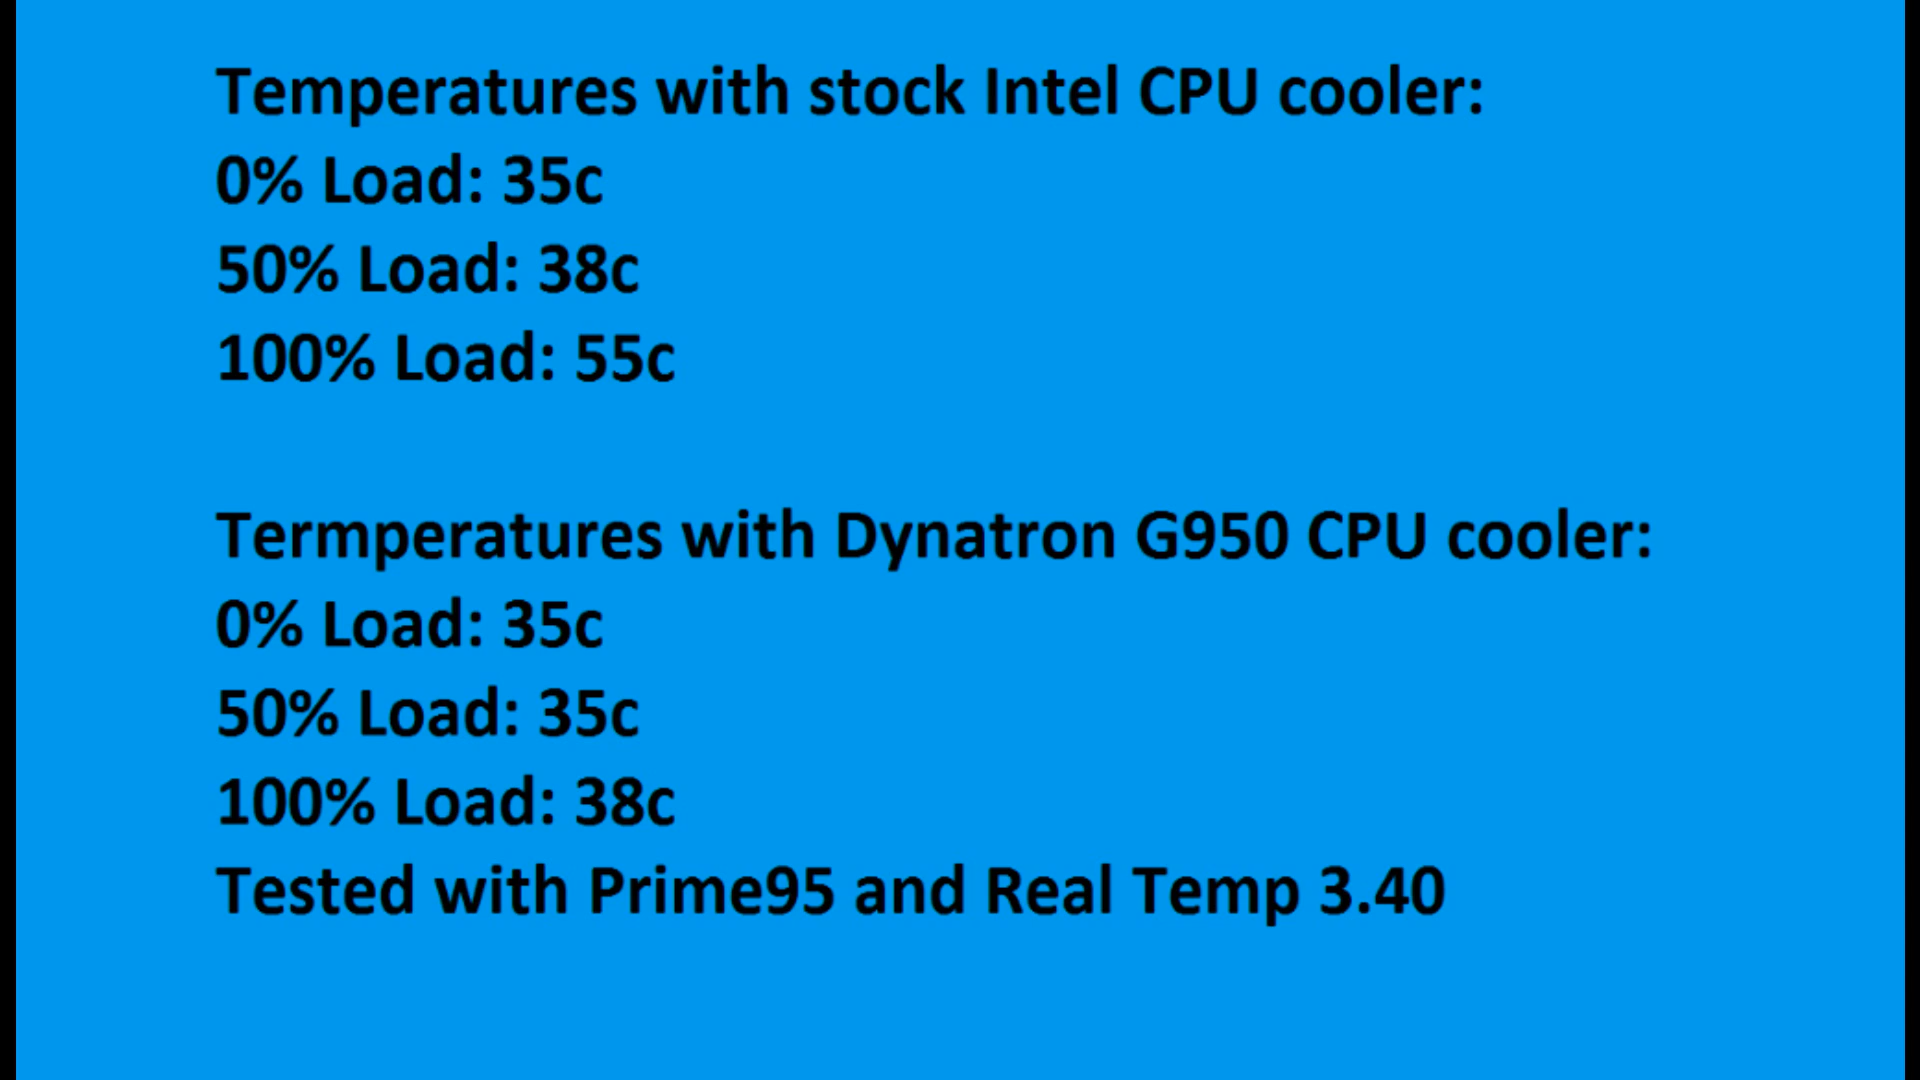 Temperatures with stock Intel CPU cooler:
0% Load: 35c
50% Load: 38c
100% Load: 55c
Termperatures with Dynatron G950 CPU cooler:
0% Load: 35c
50% Load: 35c
100% Load: 38c
Tested with Prime95 and Real Temp 3.40